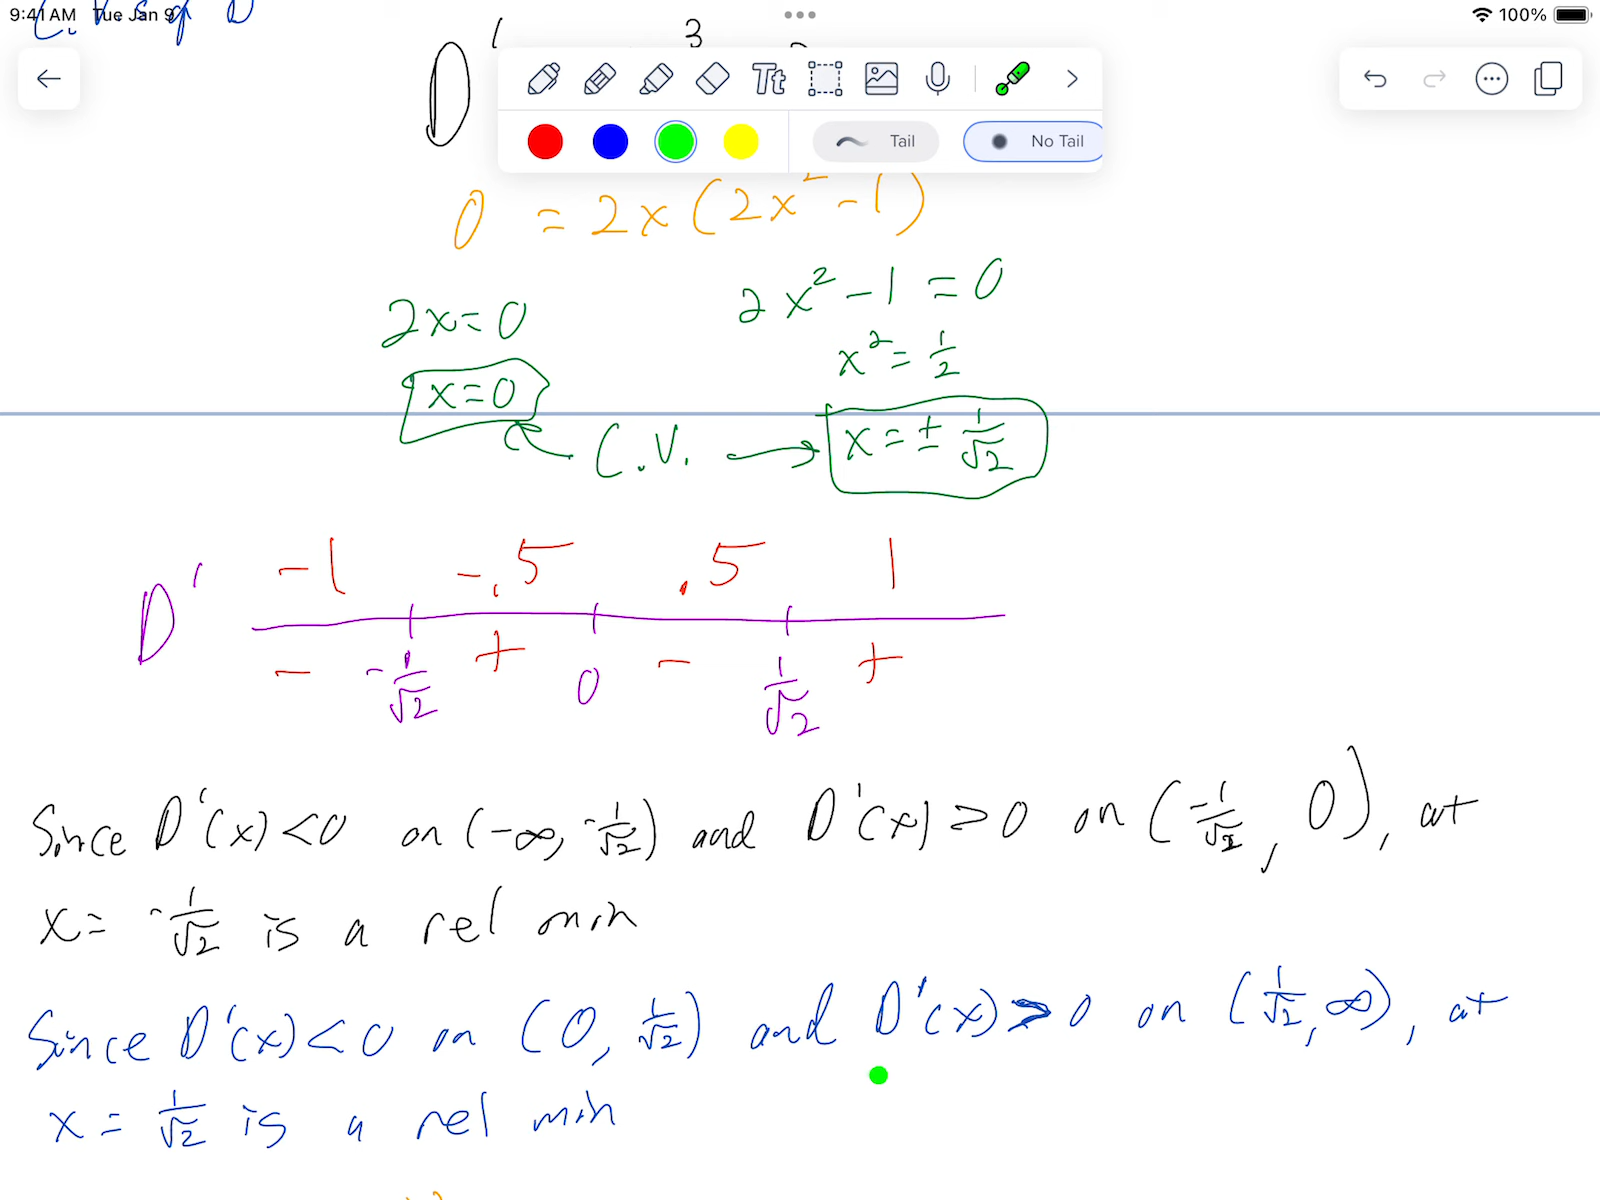 9:41 AM Tue Jan 9
100%
D' 3
Tail No Tail
0 = 2x(2x² - 1)
2x = 0
2x² - 1 = 0
x² = 1/2
x = 0
C.V.
x = ± 1/√2
-1 -.5 .5 1
D'
- -1/√2 + 0 - 1/√2 +
Since D'(x) < 0 on (-∞, -1/√2) and D'(x) > 0 on (-1/√2, 0), at
x = -1/√2 is a rel min
Since D'(x) < 0 on (0, 1/√2) and D'(x) > 0 on (1/√2, ∞), at
x = 1/√2 is a rel min